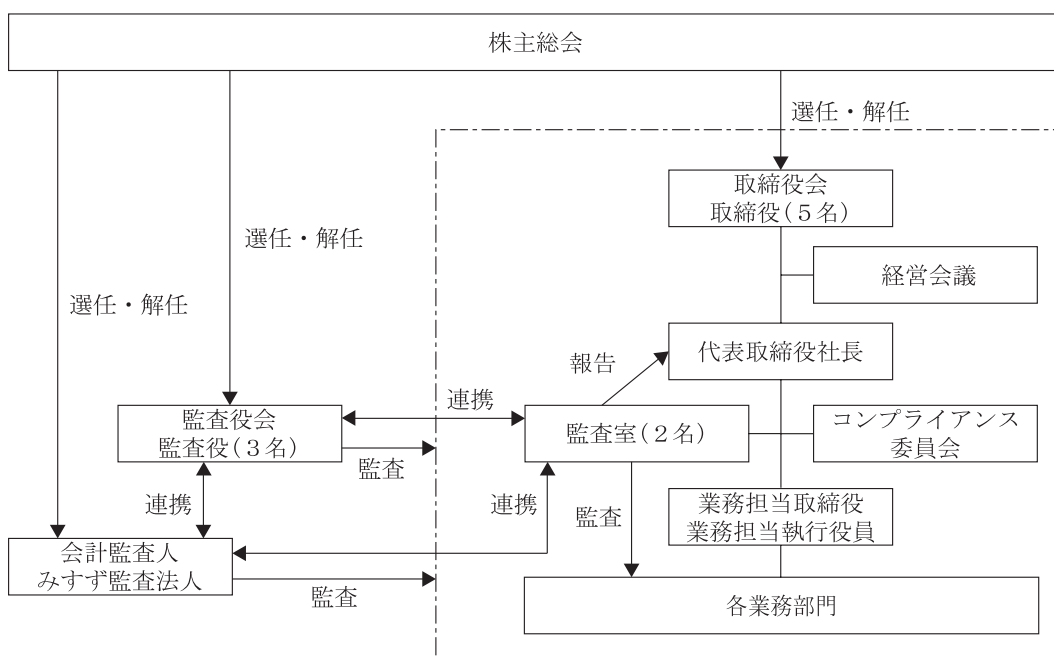 株主総会
選任・解任
取締役会
取締役(５名)
選任・解任
経営会議
選任・解任
代表取締役社長
報告
連携
監査役会
監査役(３名)
監査室(２名)
コンプライアンス
委員会
監査
連携
連携
監査
業務担当取締役
業務担当執行役員
会計監査人
みすず監査法人
監査
各業務部門